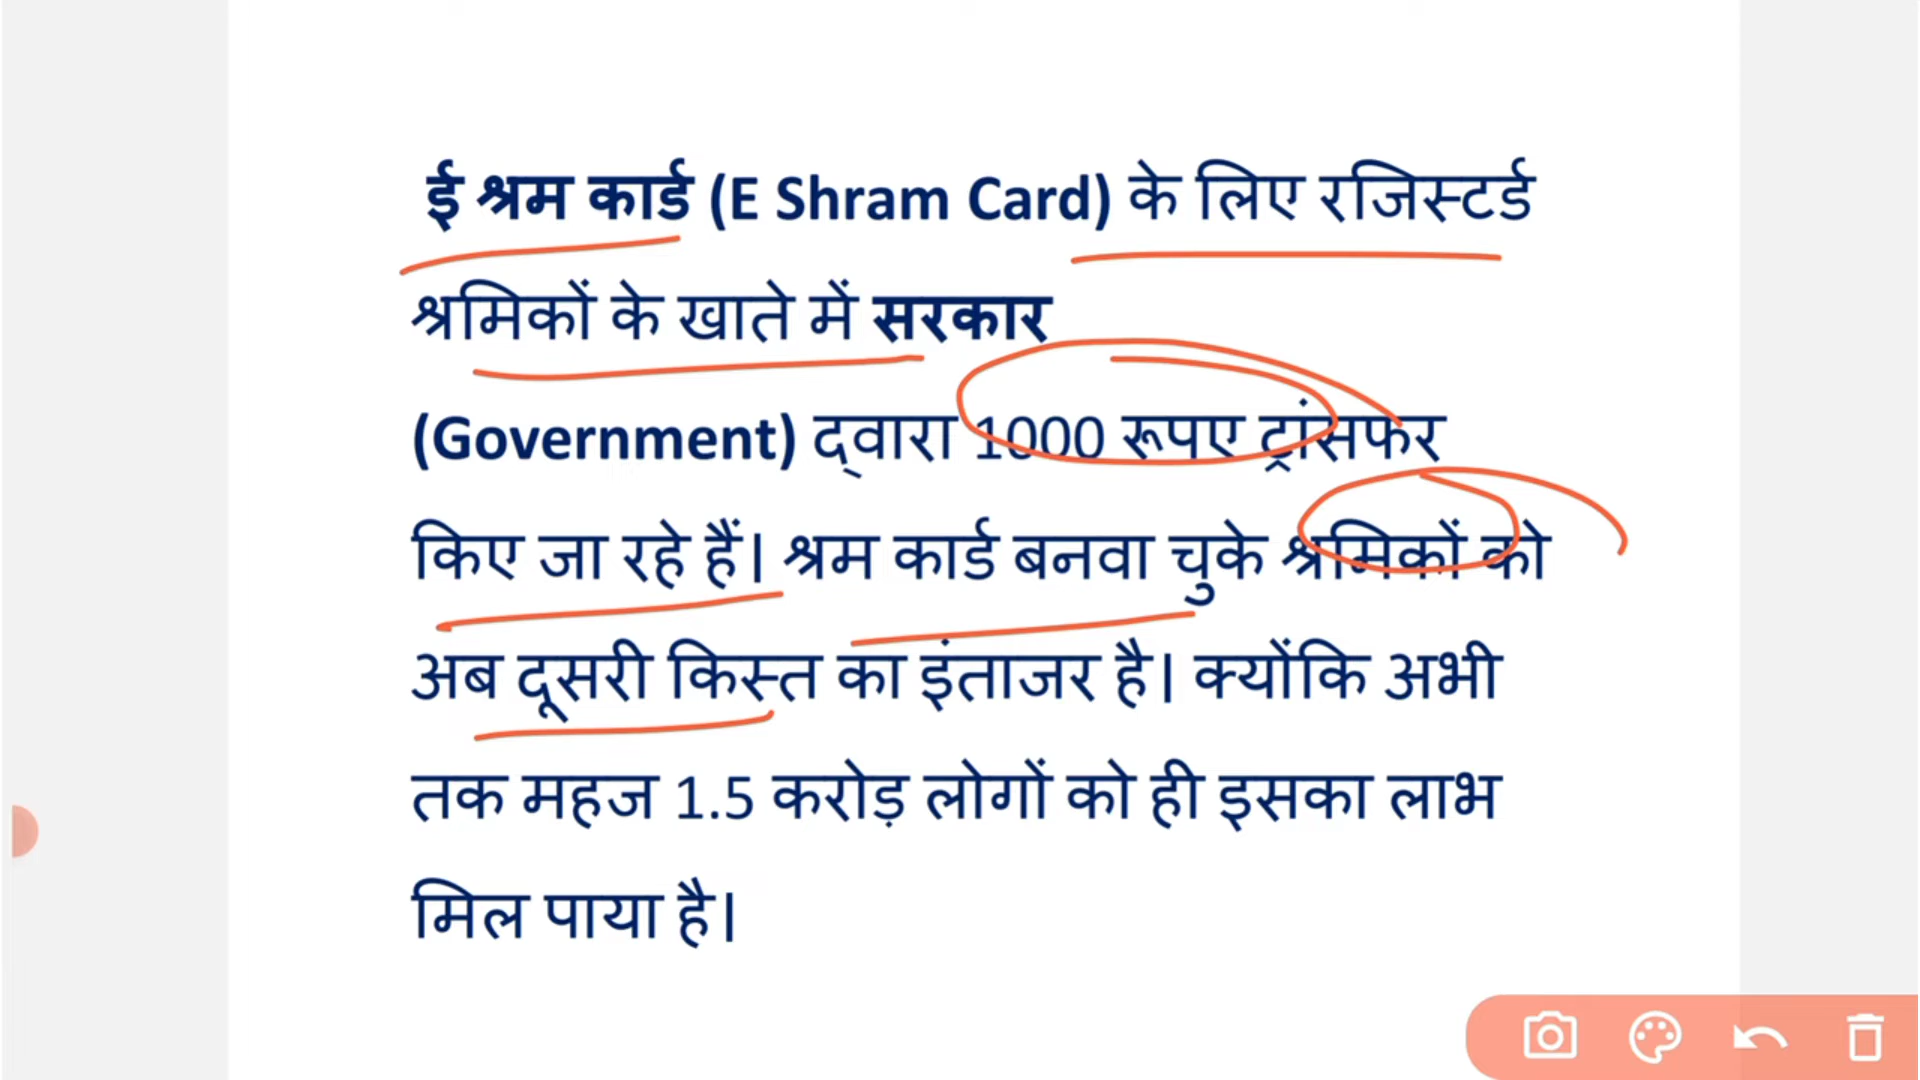 ई श्रम कार्ड (E Shram Card) के लिए रजिस्टर्ड
श्रमिकों के खाते में सरकार
(Government) द्वारा 1000 रूपए ट्रांसफर
किए जा रहे हैं। श्रम कार्ड बनवा चुके श्रमिकों को
अब दूसरी किस्त का इंताजर है। क्योंकि अभी
तक महज 1.5 करोड़ लोगों को ही इसका लाभ
मिल पाया है।